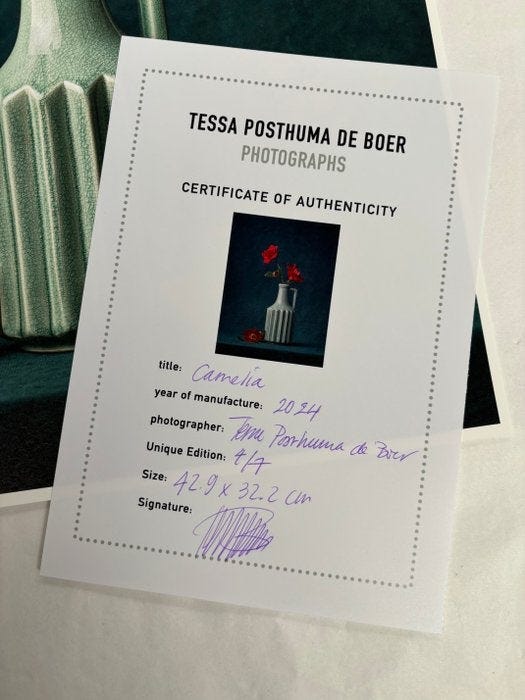 TESSA POSTHUMA DE BOER
PHOTOGRAPHS
CERTIFICATE OF AUTHENTICITY
title: Camelia
year of manufacture: 2024
photographer: Tessa Posthuma de Boer
Unique Edition: 4/7
Size: 42.9 x 32.2 cm
Signature: